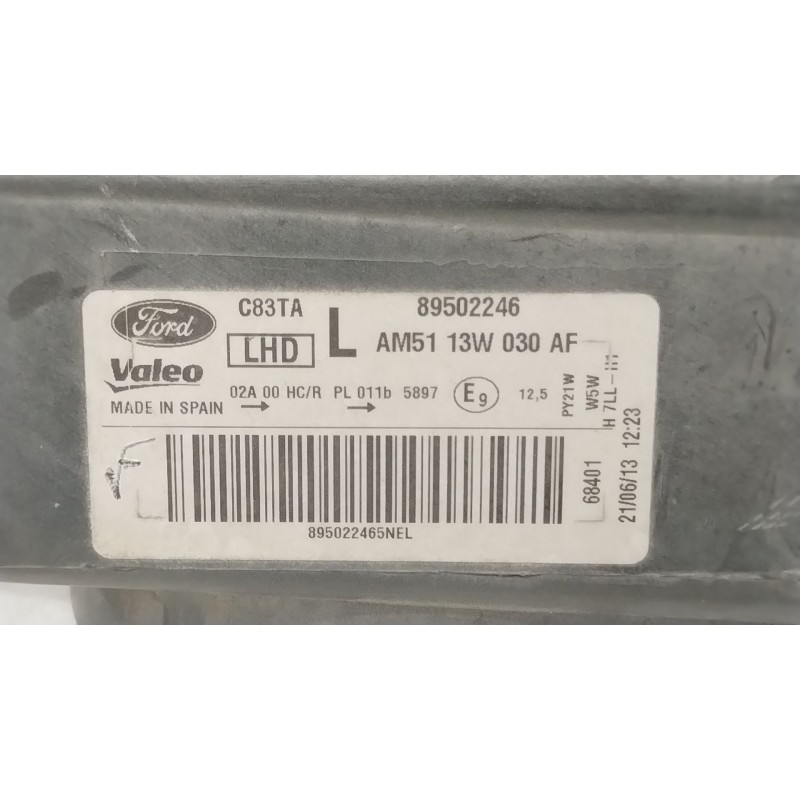 Ford C83TA 89502246
Valeo LHD L AM51 13W 030 AF
MADE IN SPAIN 02A 00 HC/R PL 011b 5897 E9 12,5
PY21W
W5W
H 7LL
895022465NEL
68401
21/06/13 12:23